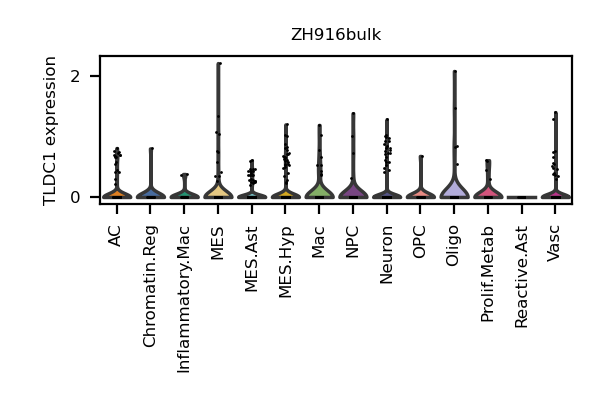 ZH916bulk
TLDC1 expression
2
0
AC
Chromatin.Reg
Inflammatory.Mac
MES
MES.Ast
MES.Hyp
Mac
NPC
Neuron
OPC
Oligo
Prolif.Metab
Reactive.Ast
Vasc